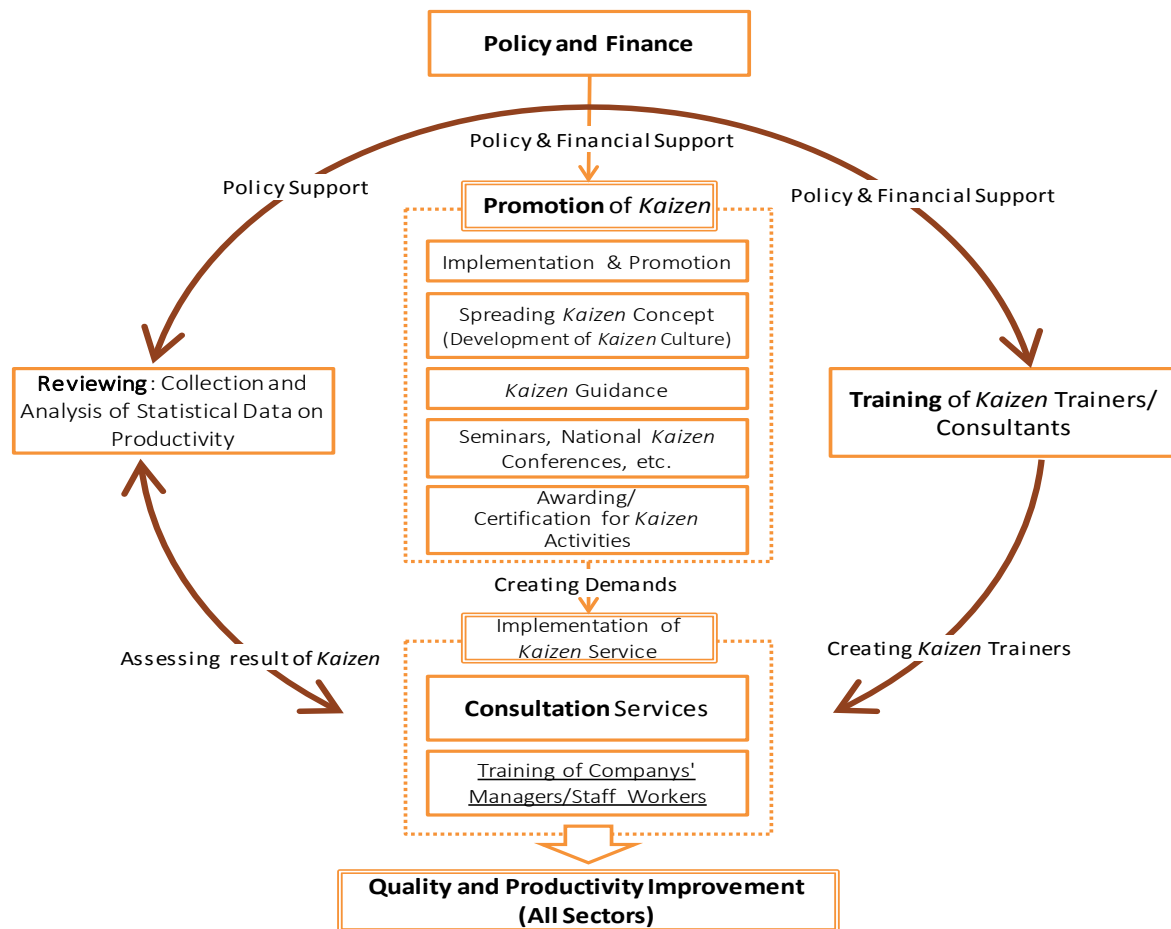 Policy and Finance
Policy & Financial Support
Policy Support
Policy & Financial Support
Promotion of Kaizen
Implementation & Promotion
Spreading Kaizen Concept
(Development of Kaizen Culture)
Kaizen Guidance
Seminars, National Kaizen
Conferences, etc.
Awarding/
Certification for Kaizen
Activities
Reviewing: Collection and
Analysis of Statistical Data on
Productivity
Training of Kaizen Trainers/
Consultants
Creating Demands
Implementation of
Kaizen Service
Assessing result of Kaizen
Creating Kaizen Trainers
Consultation Services
Training of Companys'
Managers/Staff Workers
Quality and Productivity Improvement
(All Sectors)